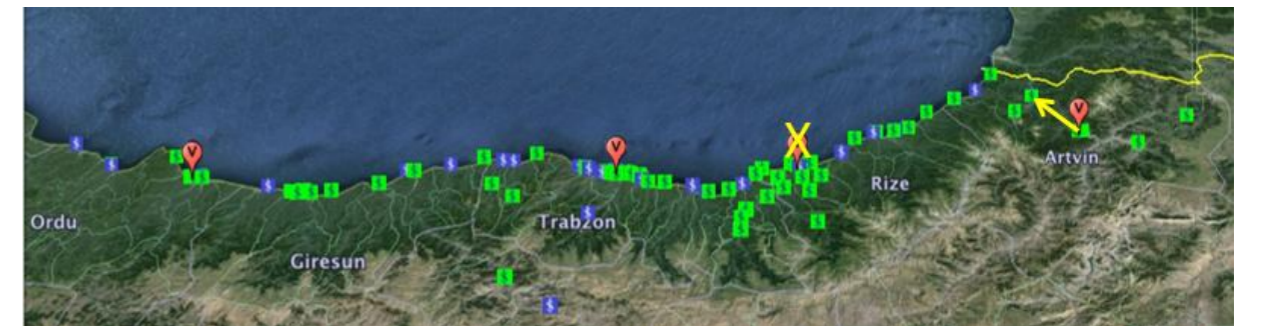 V
V
X
V
Artvin
Rize
Ordu
Trabzon
Giresun